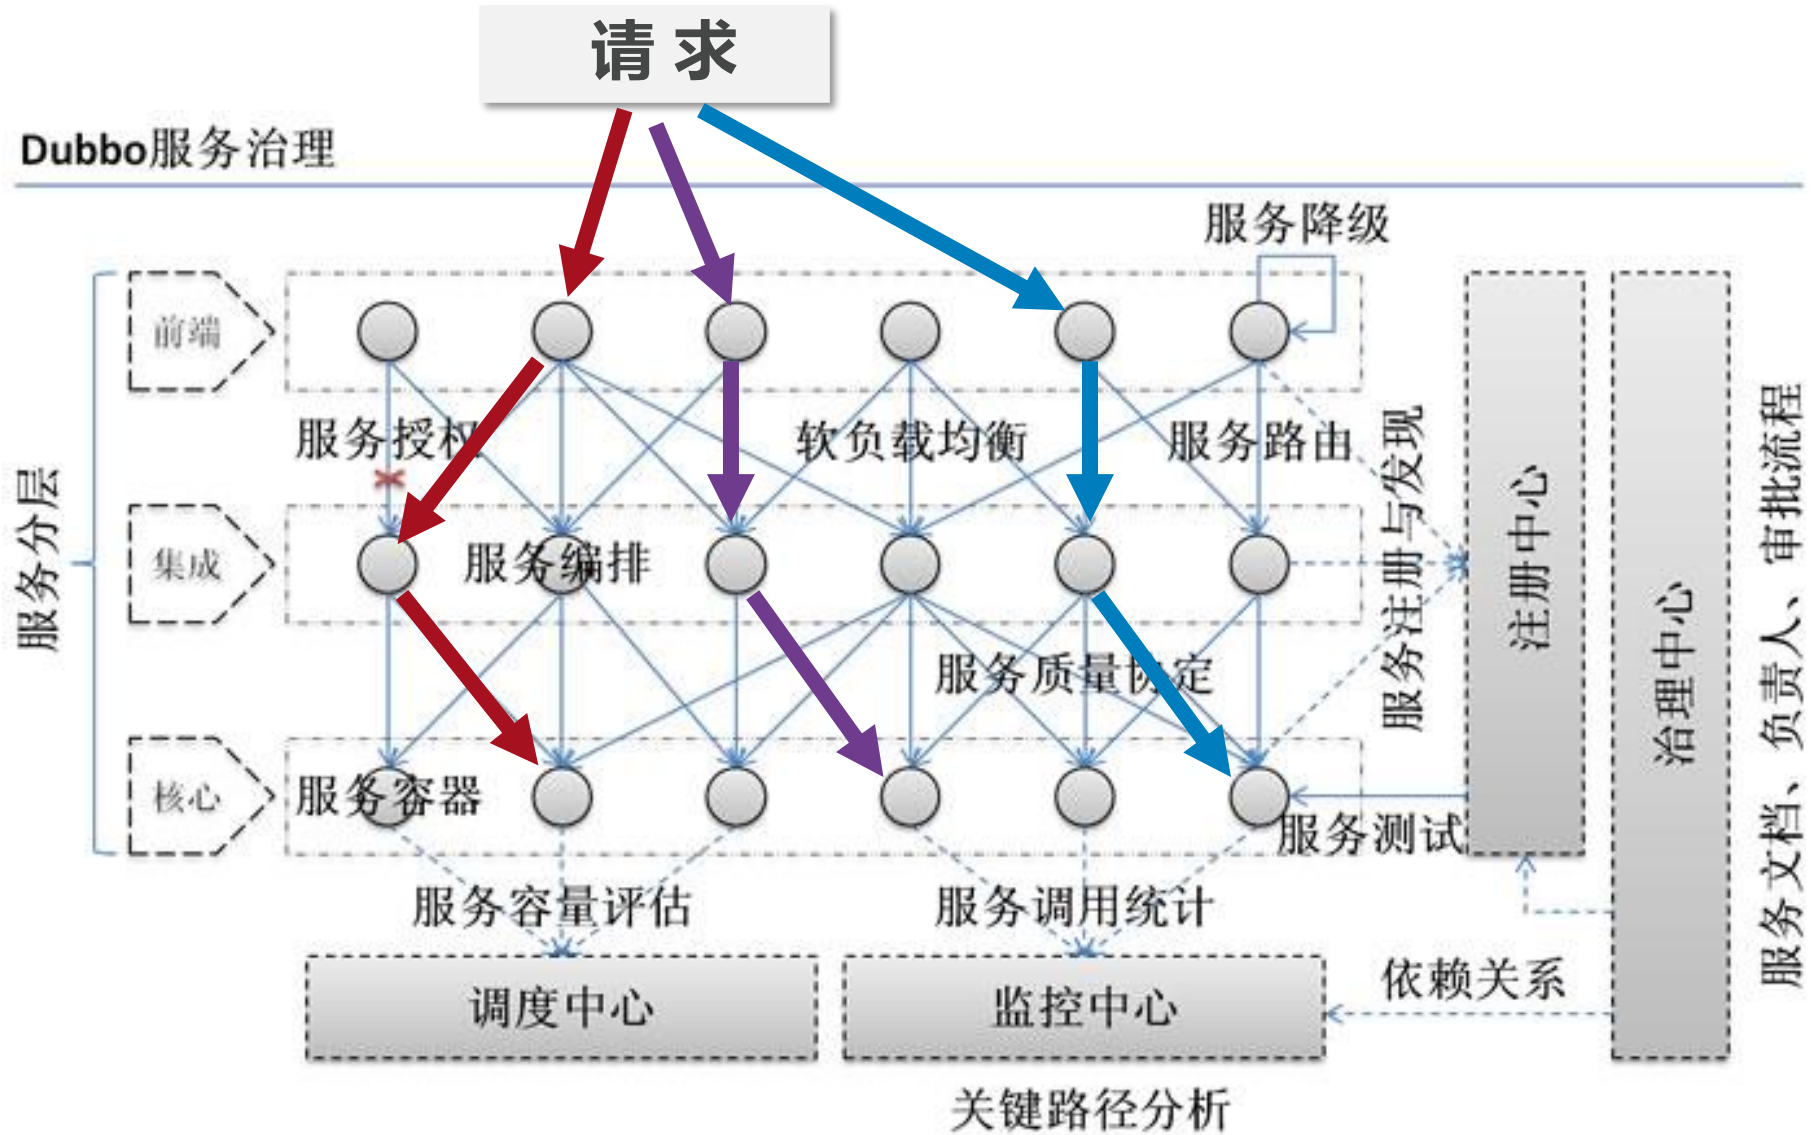 请 求
Dubbo服务治理
服务降级
前端
服务授权
软负载均衡
服务路由
服务分层
集成
服务编排
服务注册与发现
注册中心
治理中心
服务文档、负责人、审批流程
服务质量协定
核心
服务容器
服务测试
服务容量评估
服务调用统计
调度中心
监控中心
依赖关系
关键路径分析